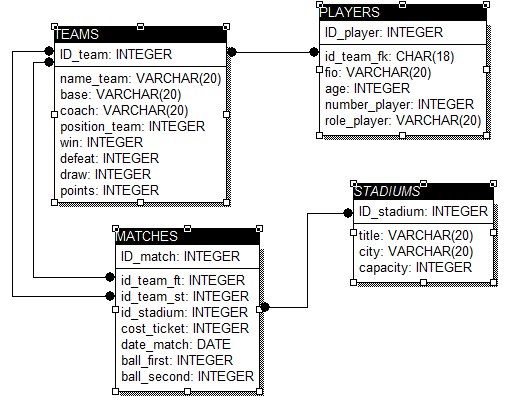 TEAMS
ID_team: INTEGER
name_team: VARCHAR(20)
base: VARCHAR(20)
coach: VARCHAR(20)
position_team: INTEGER
win: INTEGER
defeat: INTEGER
draw: INTEGER
points: INTEGER
PLAYERS
ID_player: INTEGER
id_team_fk: CHAR(18)
fio: VARCHAR(20)
age: INTEGER
number_player: INTEGER
role_player: VARCHAR(20)
STADIUMS
ID_stadium: INTEGER
title: VARCHAR(20)
city: VARCHAR(20)
capacity: INTEGER
MATCHES
ID_match: INTEGER
id_team_ft: INTEGER
id_team_st: INTEGER
id_stadium: INTEGER
cost_ticket: INTEGER
date_match: DATE
ball_first: INTEGER
ball_second: INTEGER